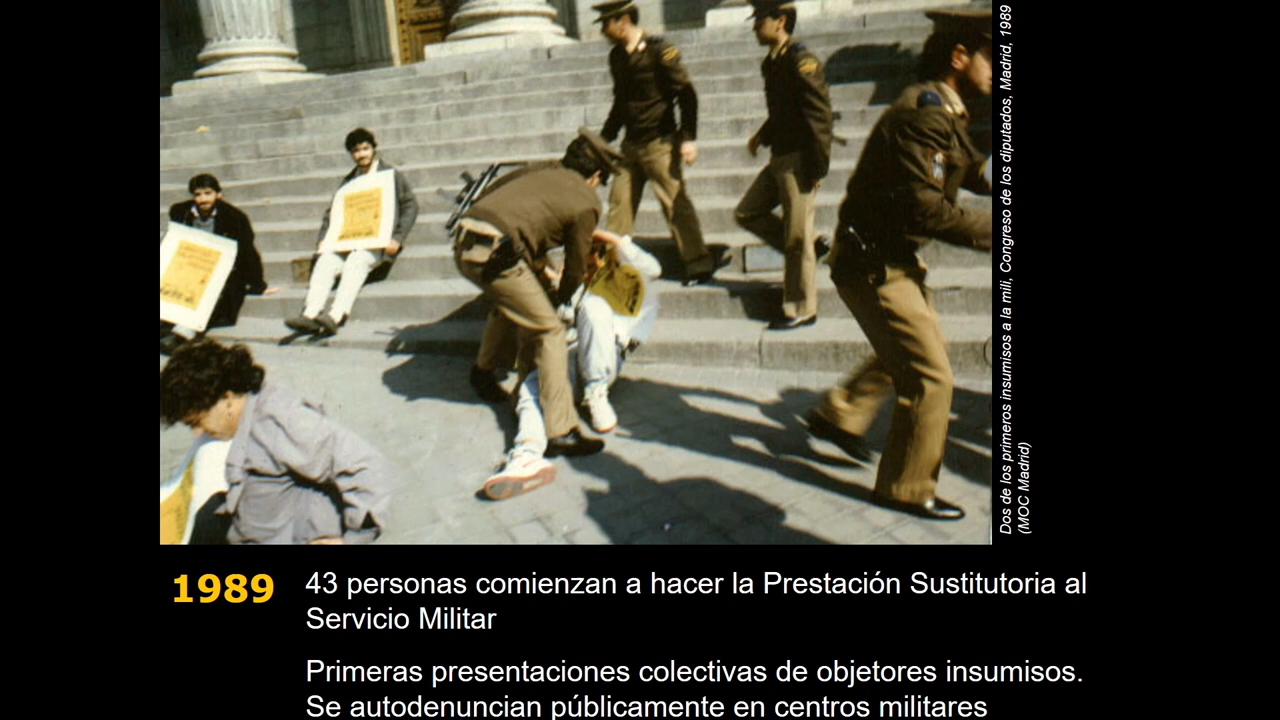 Dos de los primeros insumisos a la mili, Congreso de los diputados, Madrid, 1989
(MOC Madrid)
1989
43 personas comienzan a hacer la Prestación Sustitutoria al
Servicio Militar
Primeras presentaciones colectivas de objetores insumisos.
Se autodenuncian públicamente en centros militares